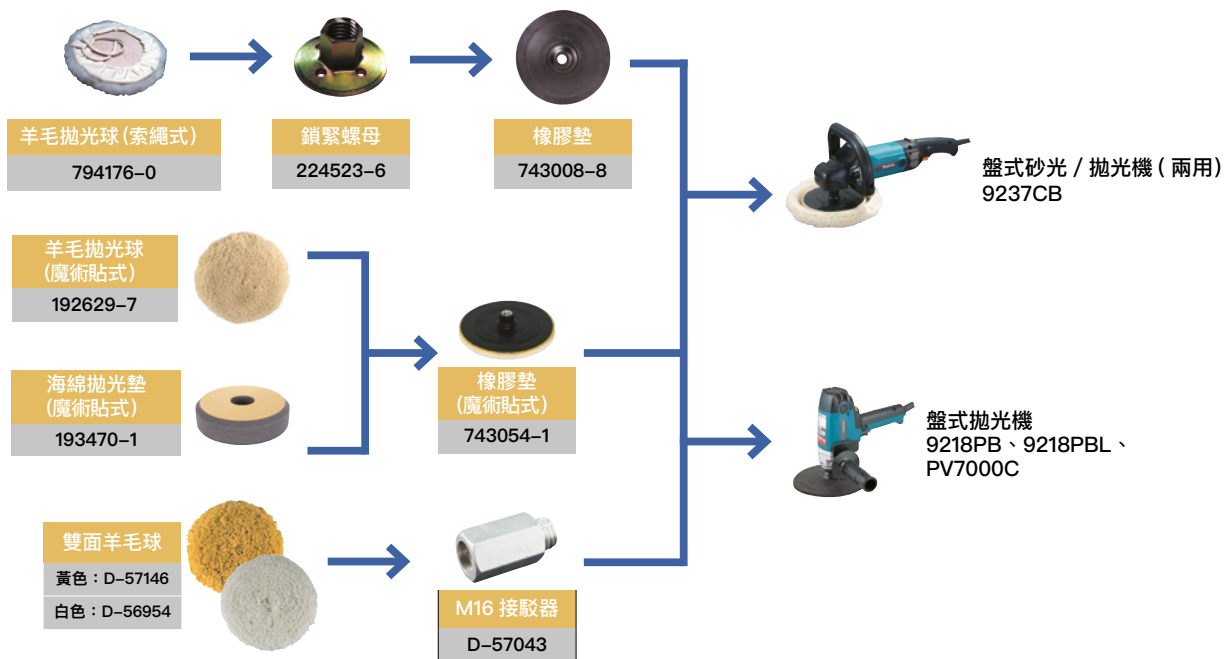 羊毛拋光球(索繩式)
794176–0
鎖緊螺母
224523–6
橡膠墊
743008–8
盤式砂光 / 拋光機 ( 兩用)
9237CB
羊毛拋光球
(魔術貼式)
192629–7
海綿拋光墊
(魔術貼式)
193470–1
橡膠墊
(魔術貼式)
743054–1
盤式拋光機
9218PB、9218PBL、
PV7000C
雙面羊毛球
黃色：D–57146
白色：D–56954
M16 接駁器
D–57043